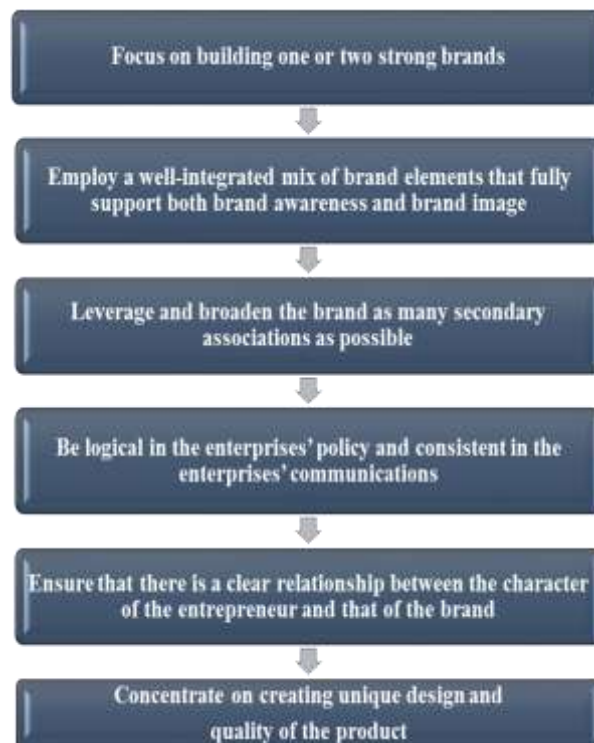 Focus on building one or two strong brands
Employ a well-integrated mix of brand elements that fully
support both brand awareness and brand image
Leverage and broaden the brand as many secondary
associations as possible
Be logical in the enterprises' policy and consistent in the
enterprises' communications
Ensure that there is a clear relationship between the character
of the entrepreneur and that of the brand
Concentrate on creating unique design and
quality of the product